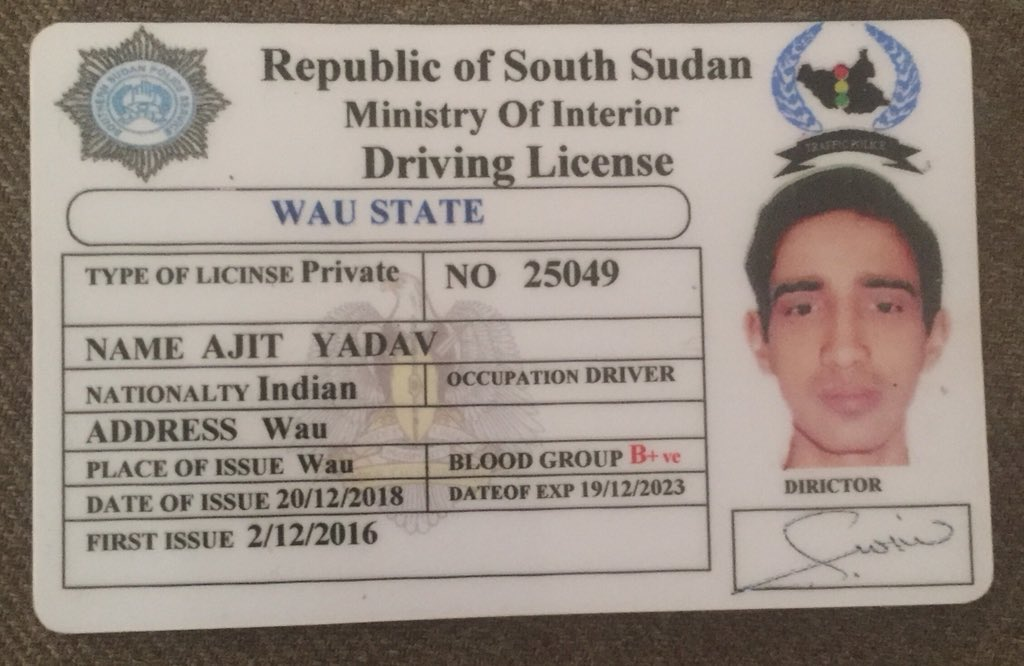 Republic of South Sudan
Ministry Of Interior
Driving License
SOUTHERN SUDAN POLICE SERVICE
TRAFFIC POLICE
WAU STATE
TYPE OF LICINSE Private
NO 25049
NAME AJIT YADAV
NATIONALTY Indian
OCCUPATION DRIVER
ADDRESS Wau
PLACE OF ISSUE Wau
BLOOD GROUP B+ ve
DATE OF ISSUE 20/12/2018
DATEOF EXP 19/12/2023
FIRST ISSUE 2/12/2016
DIRICTOR